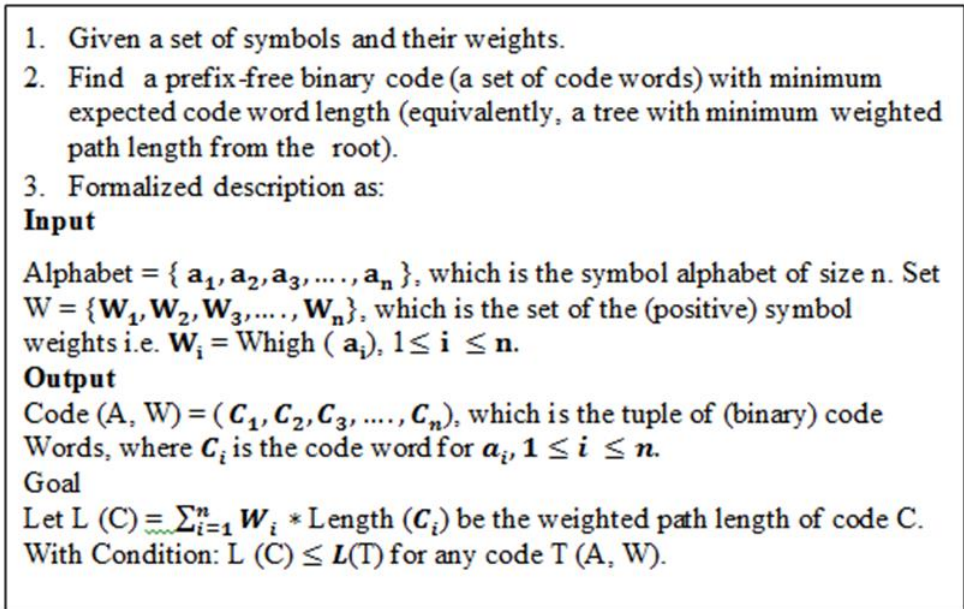 1. Given a set of symbols and their weights.
2. Find a prefix-free binary code (a set of code words) with minimum
expected code word length (equivalently, a tree with minimum weighted
path length from the root).
3. Formalized description as:
Input
Alphabet = { a₁, a₂, a₃, ...., aₙ }, which is the symbol alphabet of size n. Set
W = {W₁, W₂, W₃, ...., Wₙ}, which is the set of the (positive) symbol
weights i.e. Wᵢ = Whigh ( aᵢ), 1≤ i ≤ n.
Output
Code (A, W) = ( C₁, C₂, C₃, ...., Cₙ), which is the tuple of (binary) code
Words, where Cᵢ is the code word for aᵢ, 1 ≤ i ≤ n.
Goal
Let L (C) = ∑ⁿᵢ₌₁ Wᵢ * Length (Cᵢ) be the weighted path length of code C.
With Condition: L (C) ≤ L(T) for any code T (A, W).